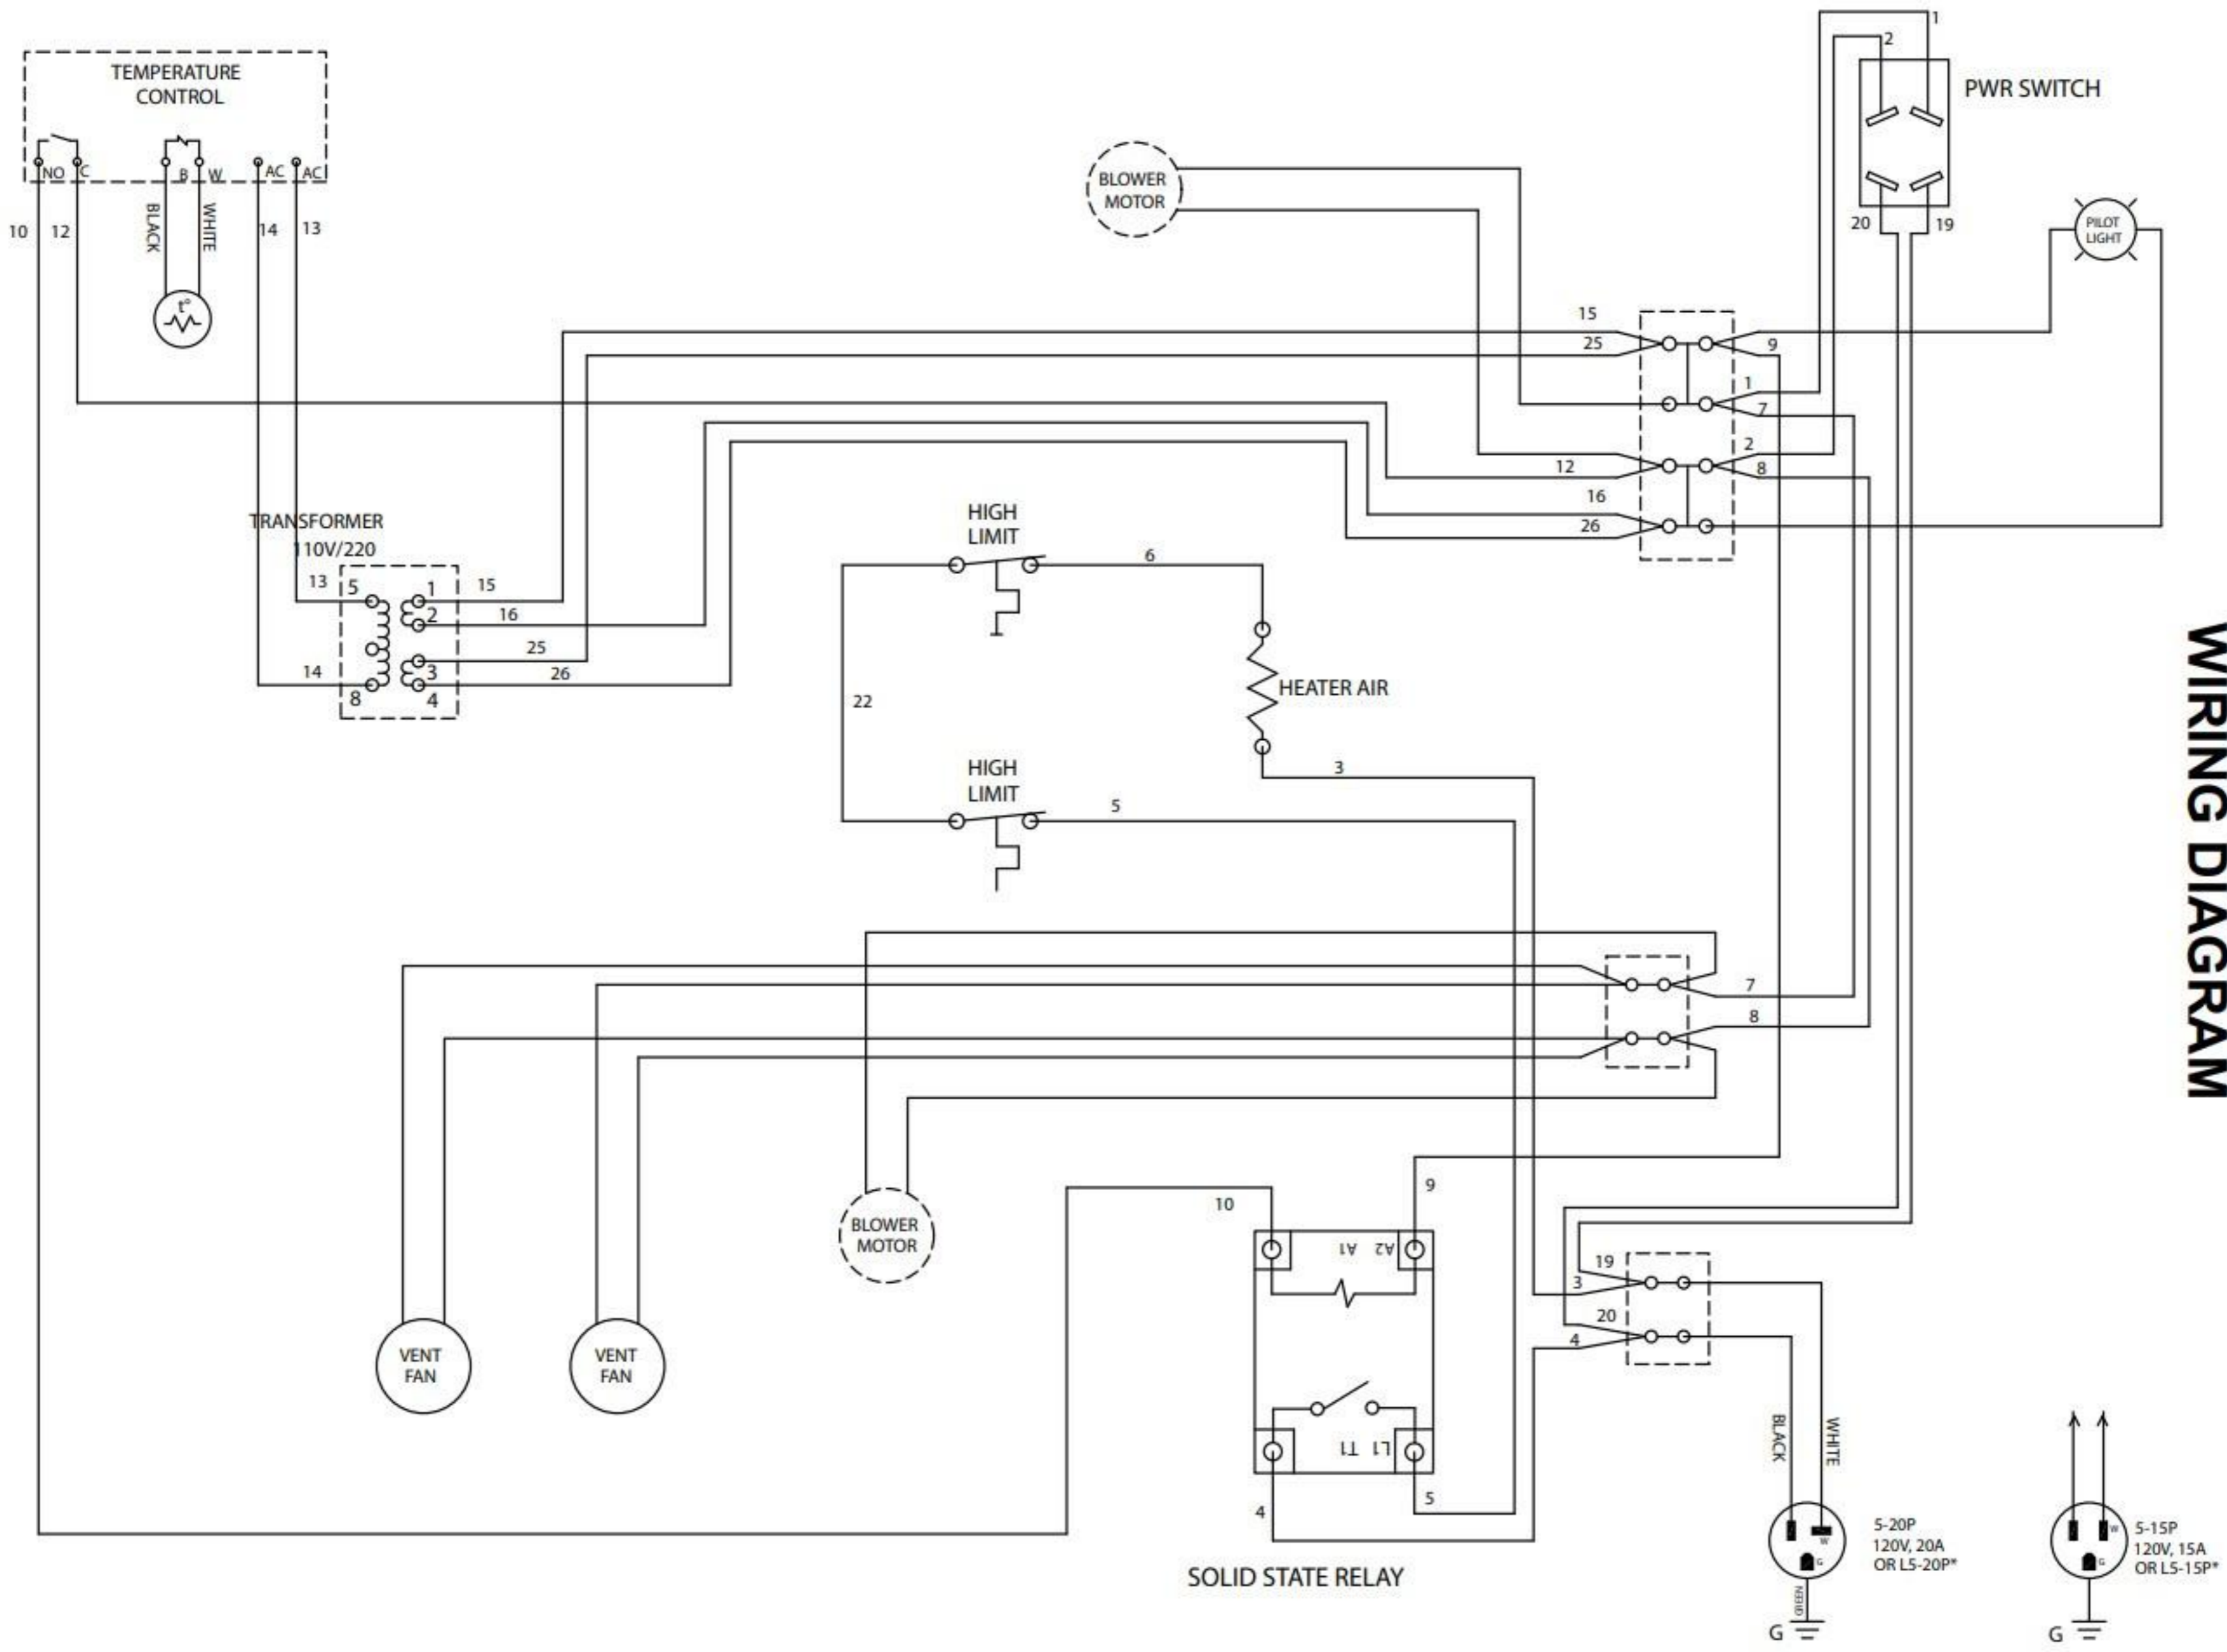 TEMPERATURE
CONTROL
NO
C
B
W
AC
AC
10
12
BLACK
WHITE
14
13
t°
BLOWER
MOTOR
1
2
PWR SWITCH
20
19
PILOT
LIGHT
15
25
9
1
7
2
12
8
16
26
TRANSFORMER
110V/220
13
5
1
15
2
16
25
3
26
14
8
4
HIGH
LIMIT
6
22
HEATER AIR
3
HIGH
LIMIT
5
WIRING DIAGRAM
7
8
BLOWER
MOTOR
VENT
FAN
VENT
FAN
10
9
A1 A2
19
3
20
4
T1 L1
4
5
SOLID STATE RELAY
BLACK
WHITE
W
G
GREEN
G
5-20P
120V, 20A
OR L5-20P*
W
G
G
5-15P
120V, 15A
OR L5-15P*